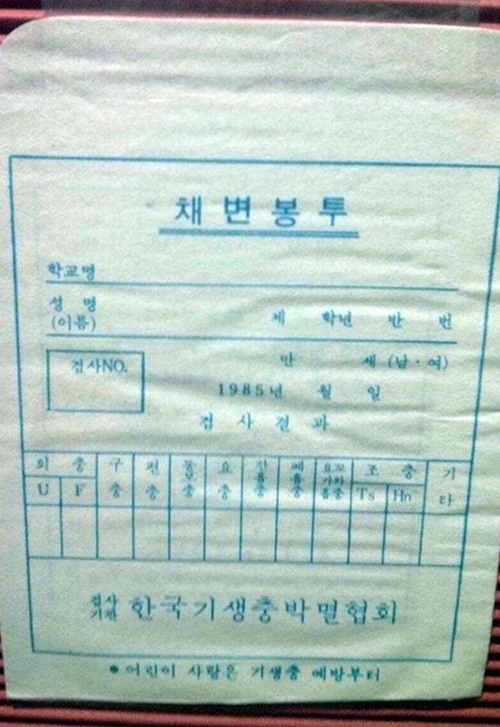 채변봉투
학교명
성 명
(이름) 제 학년 반 번
검사NO. 만 세 (남·여)
1985년 월 일
검 사 결 과
회 충 구 편 동양모 요 간흡 폐흡 요꼬가와흡 조 충 기
U F 충 충 충 충 충 충 충 Ts Hn 타
검사
기관 한국기생충박멸협회
●어린이 사랑은 기생충 예방부터